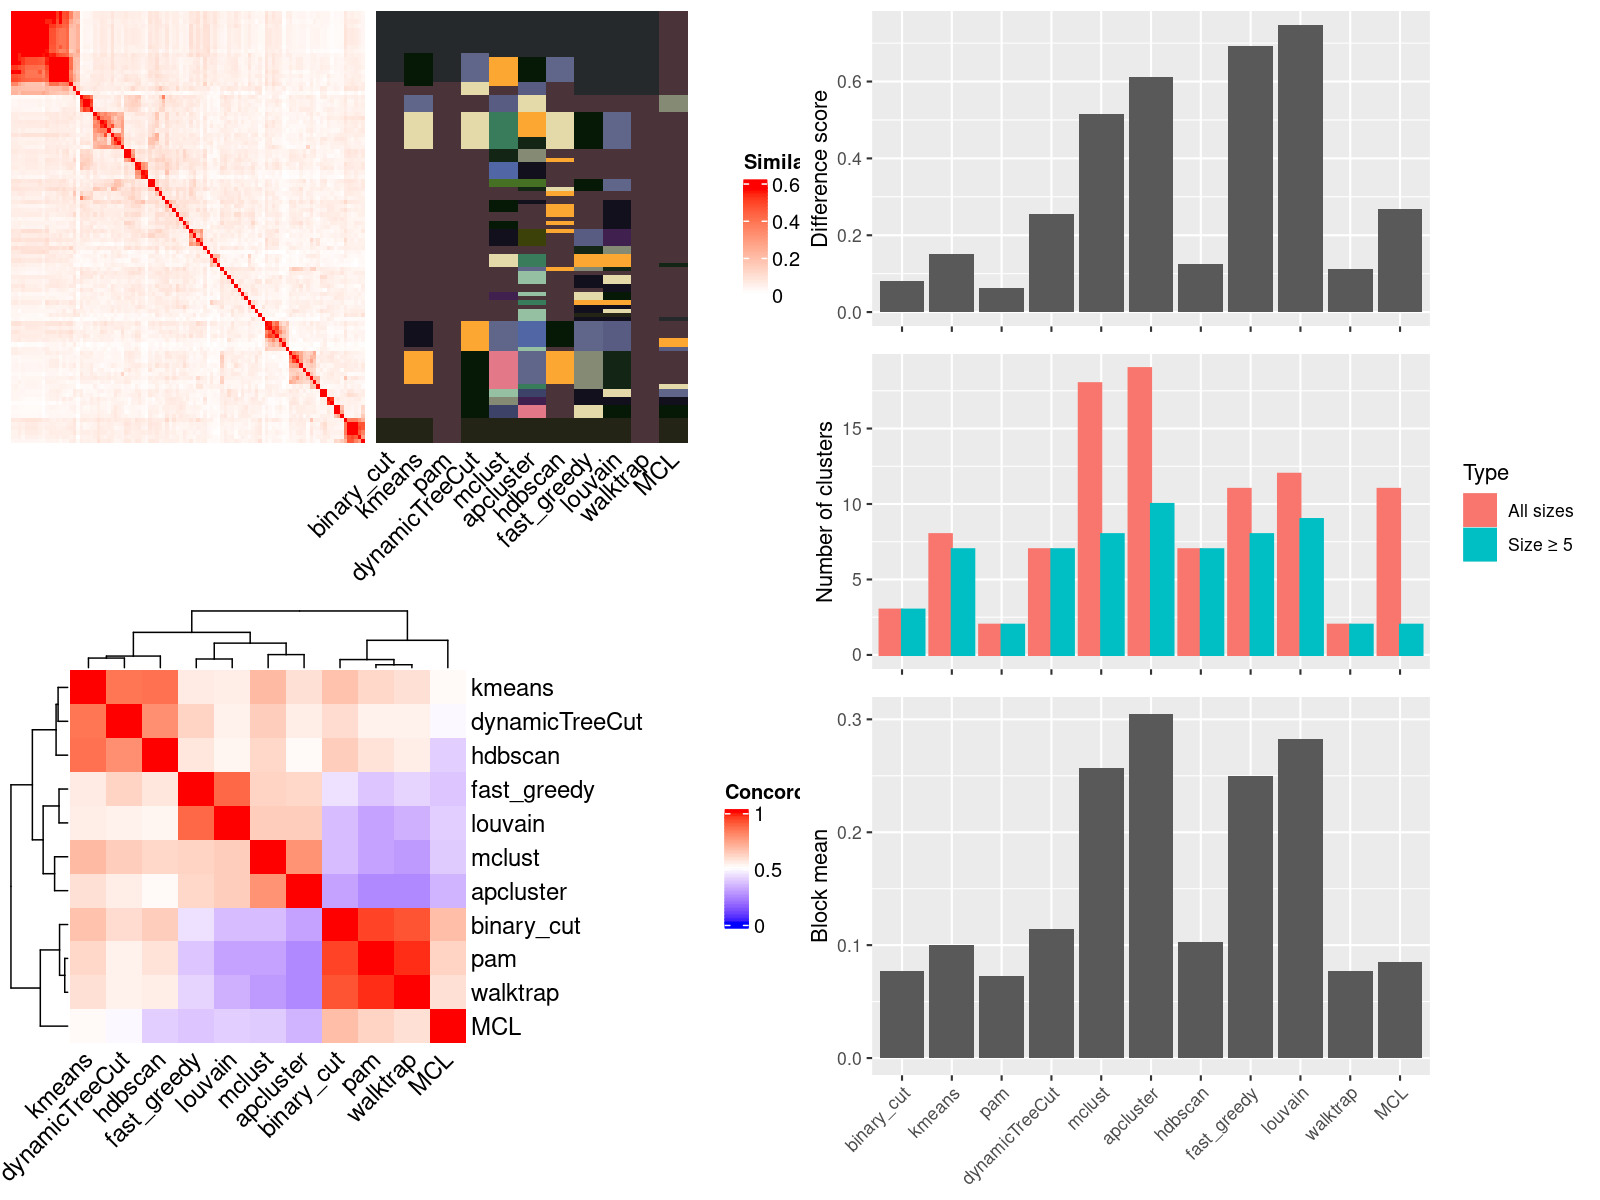 Simila
0.6
0.4
0.2
0
binary_cut
kmeans
pam
dynamicTreeCut
mclust
apcluster
hdbscan
fast_greedy
louvain
walktrap
MCL
kmeans
dynamicTreeCut
hdbscan
fast_greedy
louvain
mclust
apcluster
binary_cut
pam
walktrap
MCL
Concord
1
0.5
0
kmeans
dynamicTreeCut
hdbscan
fast_greedy
louvain
mclust
apcluster
binary_cut
pam
walktrap
MCL
Difference score
0.6
0.4
0.2
0.0
Number of clusters
15
10
5
0
Type
All sizes
Size ≥ 5
Block mean
0.3
0.2
0.1
0.0
binary_cut
kmeans
pam
dynamicTreeCut
mclust
apcluster
hdbscan
fast_greedy
louvain
walktrap
MCL